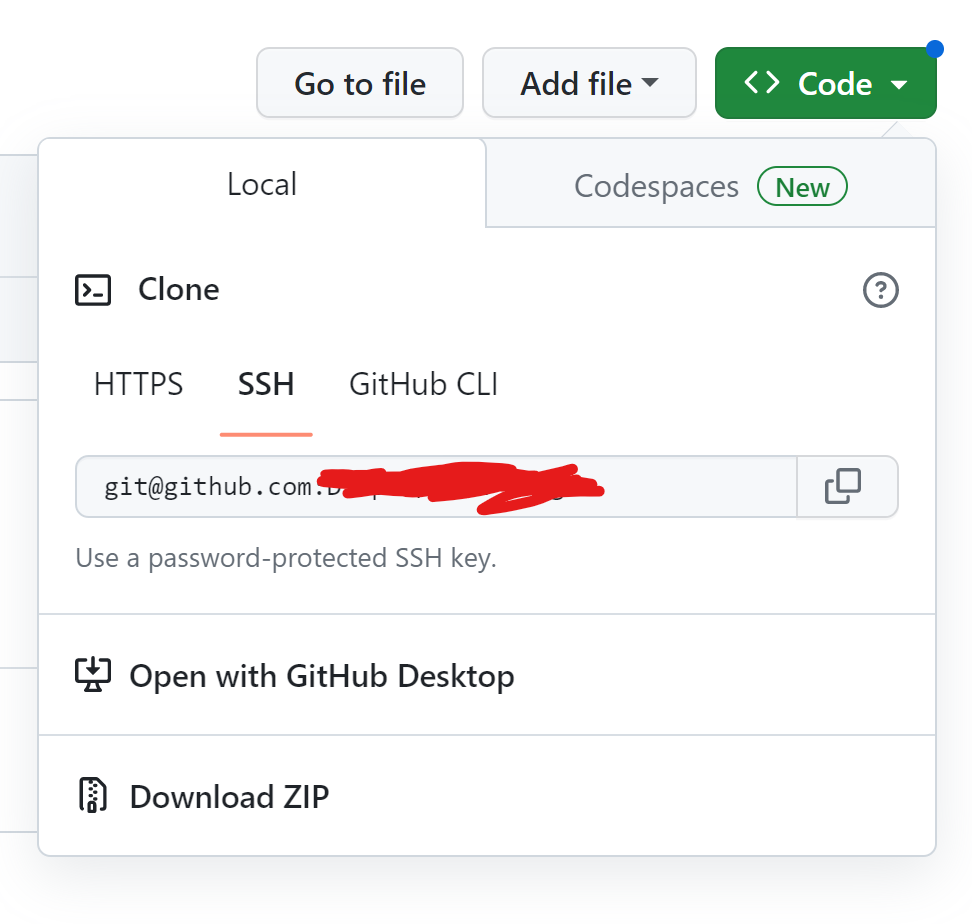 Go to file
Add file
Code
Local
Codespaces New
Clone
HTTPS SSH GitHub CLI
git@github.com
Use a password-protected SSH key.
Open with GitHub Desktop
Download ZIP